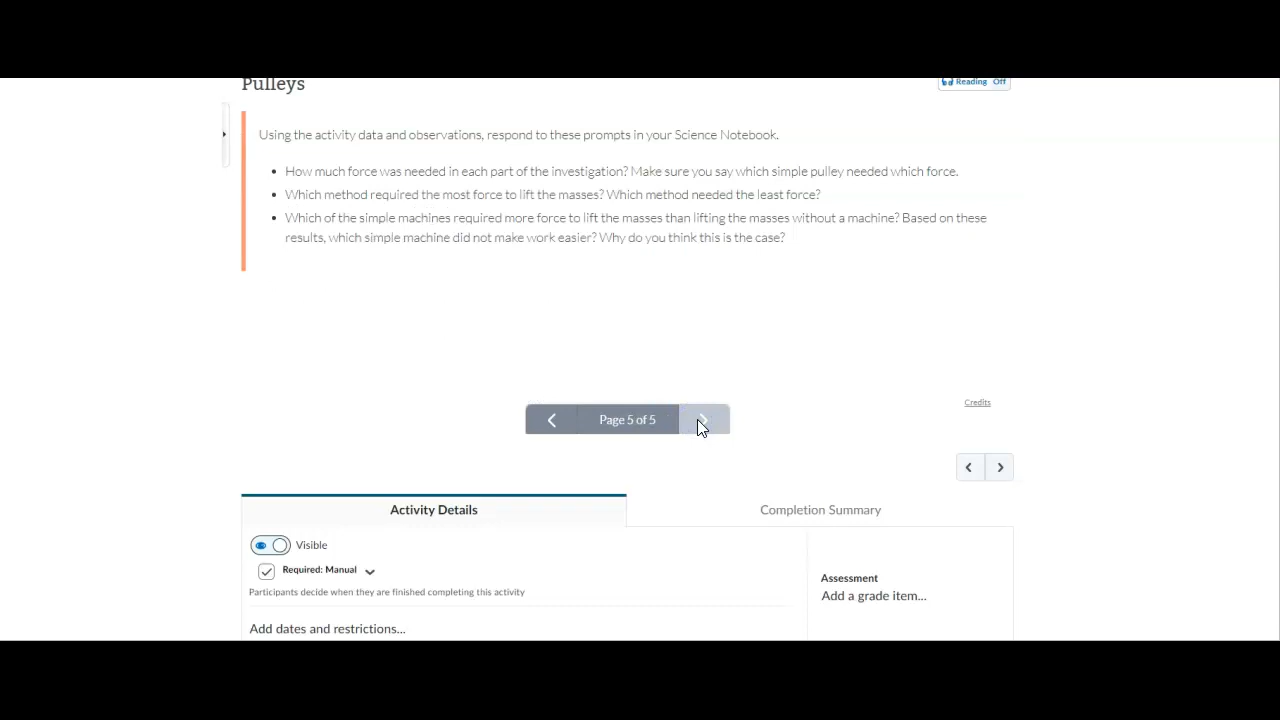 Pulleys
Reading Off
Using the activity data and observations, respond to these prompts in your Science Notebook.
• How much force was needed in each part of the investigation? Make sure you say which simple pulley needed which force.
• Which method required the most force to lift the masses? Which method needed the least force?
• Which of the simple machines required more force to lift the masses than lifting the masses without a machine? Based on these
results, which simple machine did not make work easier? Why do you think this is the case?
Credits
Page 5 of 5
Activity Details
Completion Summary
Visible
Required: Manual
Participants decide when they are finished completing this activity
Assessment
Add a grade item...
Add dates and restrictions...